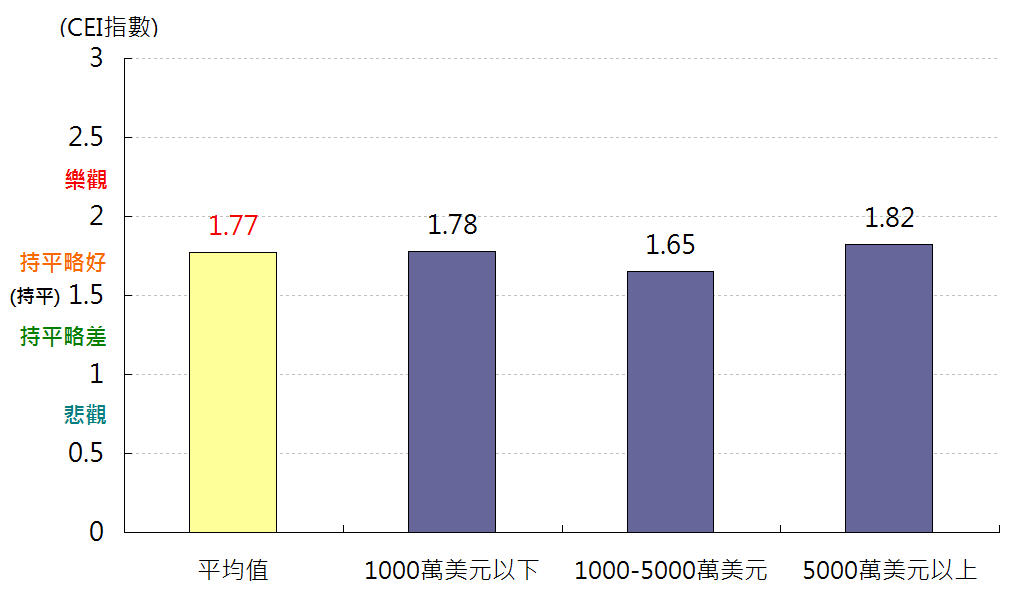 (CEI指數)
3
2.5
樂觀
2
1.77
1.78
1.65
1.82
持平略好
(持平) 1.5
持平略差
1
悲觀
0.5
0
平均值
1000萬美元以下
1000-5000萬美元
5000萬美元以上